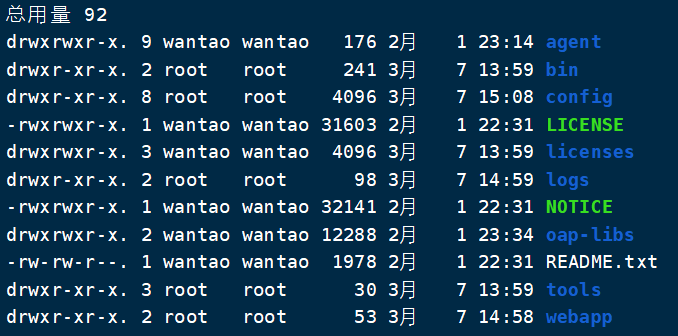 总用量 92
drwxrwxr-x. 9 wantao wantao   176 2月   1 23:14 agent
drwxr-xr-x. 2 root   root     241 3月   7 13:59 bin
drwxr-xr-x. 8 root   root    4096 3月   7 15:08 config
-rwxrwxr-x. 1 wantao wantao 31603 2月   1 22:31 LICENSE
drwxrwxr-x. 3 wantao wantao  4096 3月   7 13:59 licenses
drwxr-xr-x. 2 root   root      98 3月   7 14:59 logs
-rwxrwxr-x. 1 wantao wantao 32141 2月   1 22:31 NOTICE
drwxrwxr-x. 2 wantao wantao 12288 2月   1 23:34 oap-libs
-rw-rw-r--. 1 wantao wantao  1978 2月   1 22:31 README.txt
drwxr-xr-x. 3 root   root      30 3月   7 13:59 tools
drwxr-xr-x. 2 root   root      53 3月   7 14:58 webapp